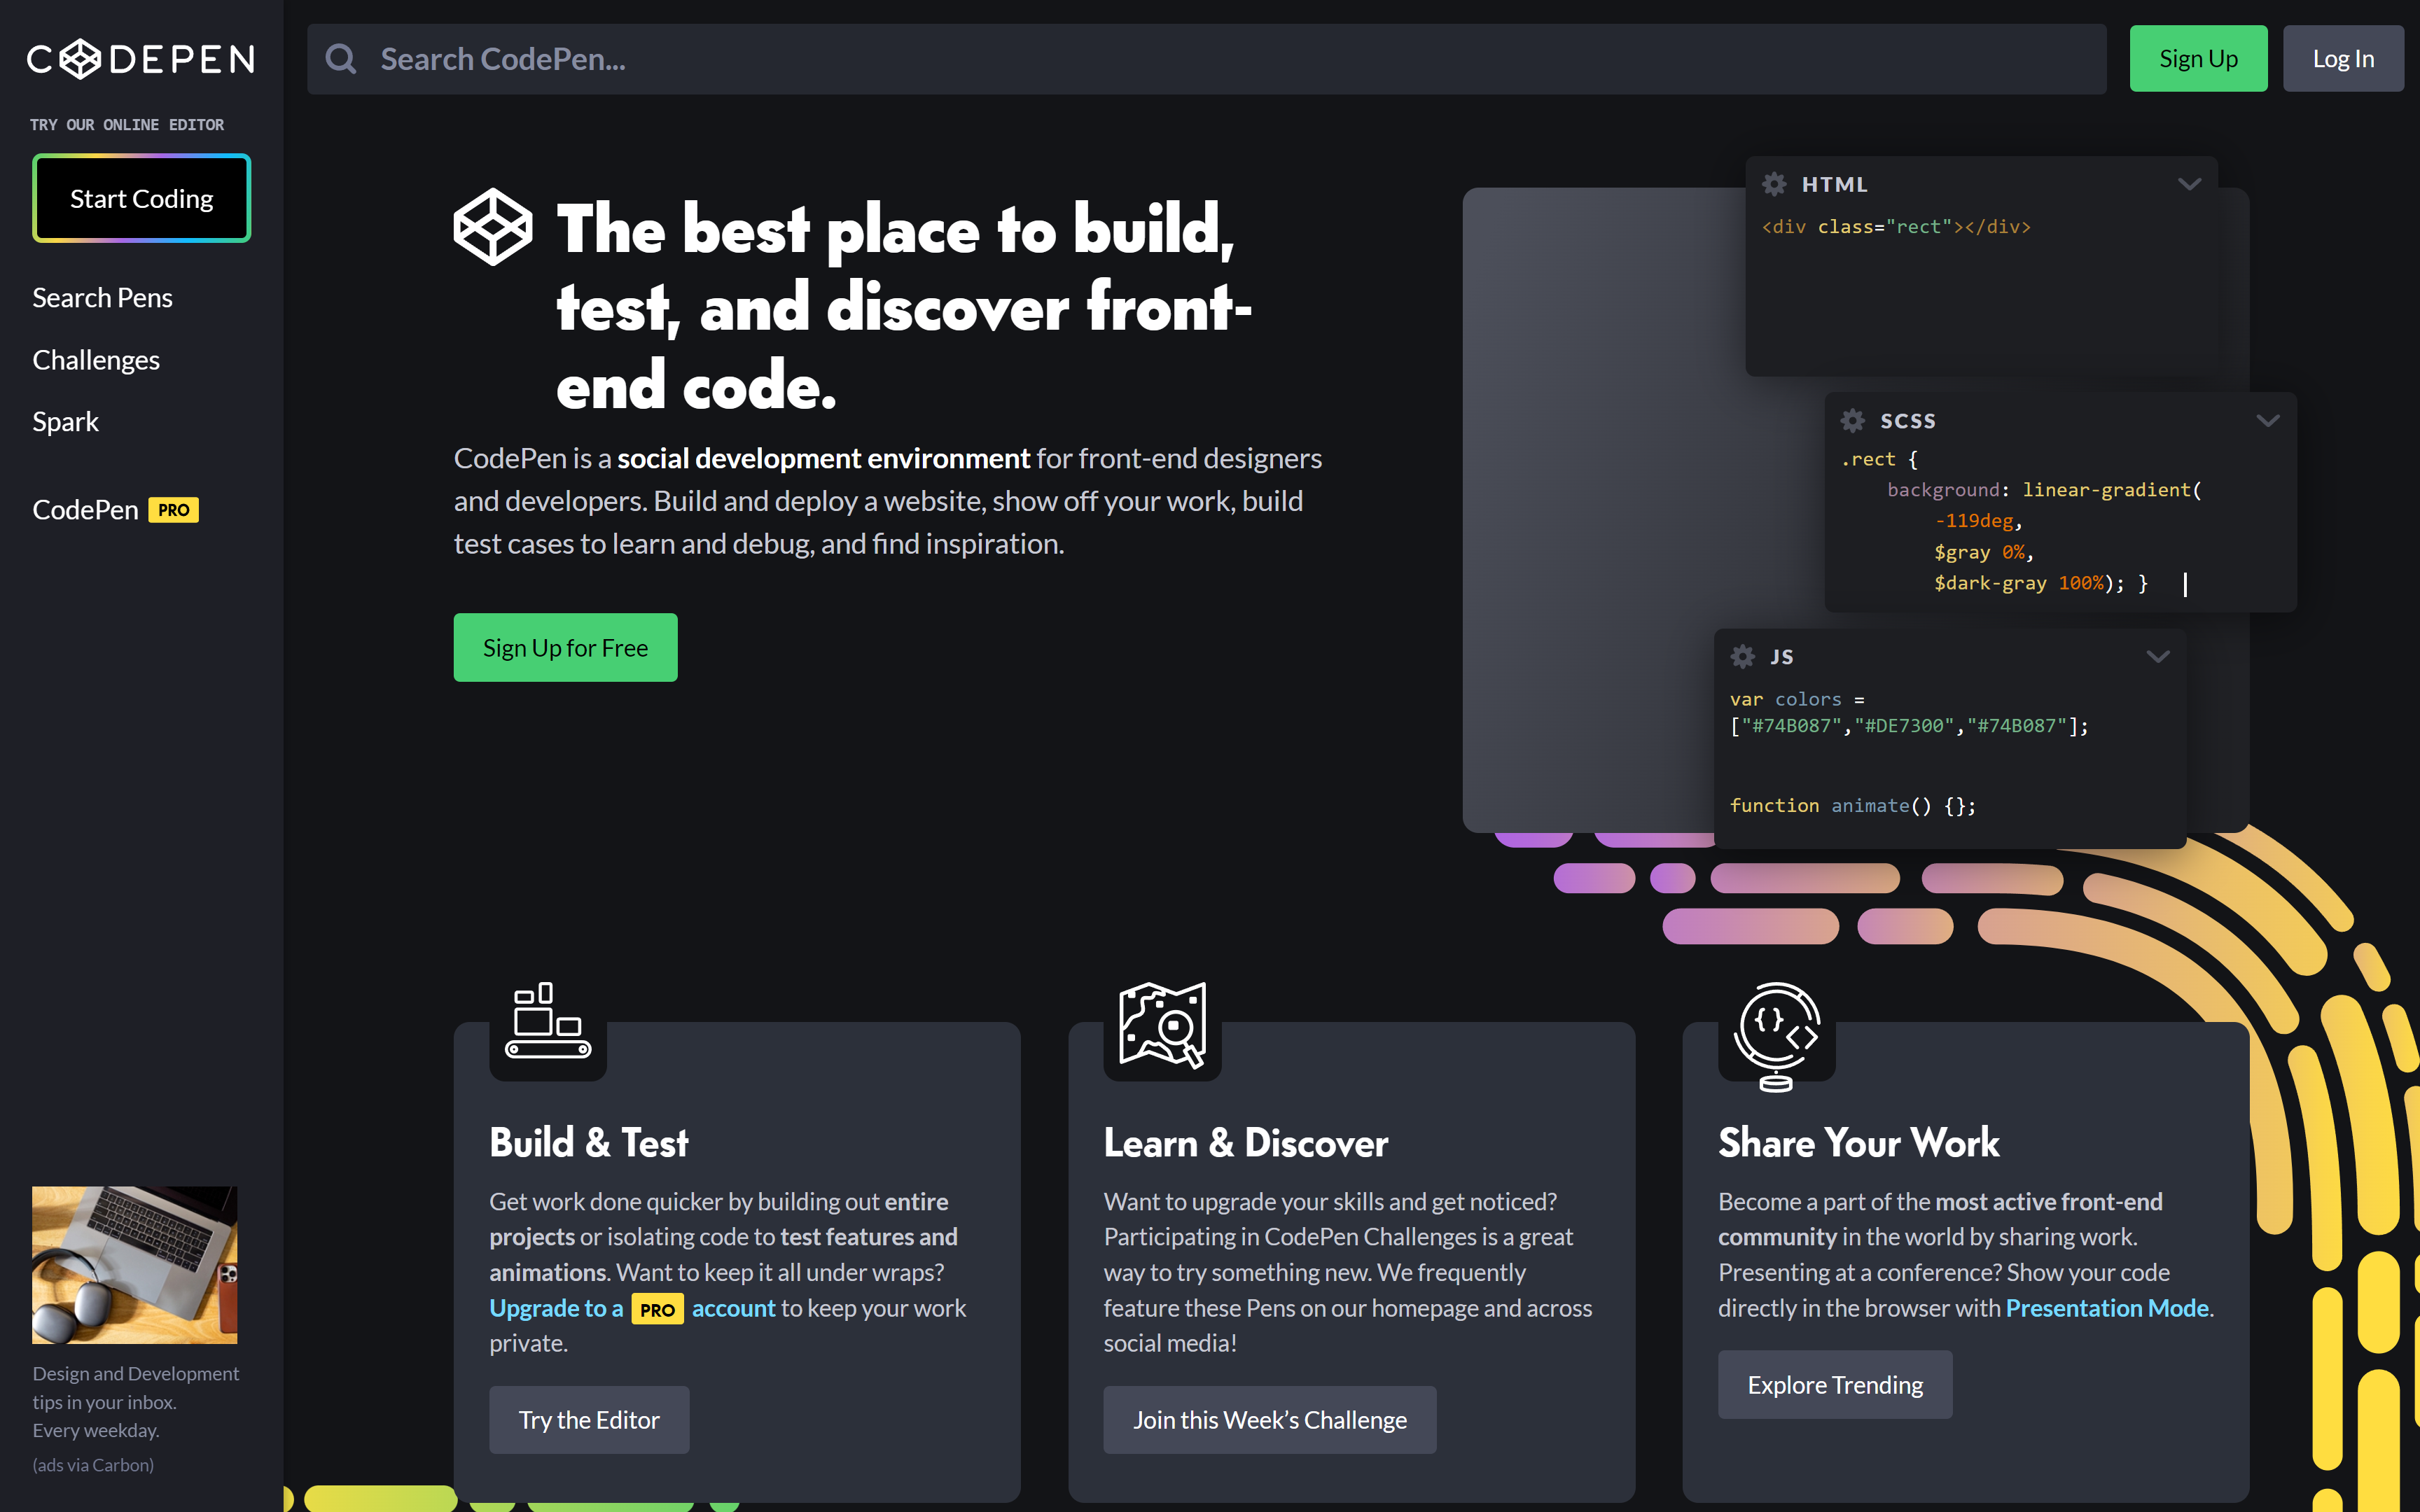 CODEPEN
TRY OUR ONLINE EDITOR
Start Coding
Search Pens
Challenges
Spark
CodePen PRO
Design and Development
tips in your inbox.
Every weekday.
(ads via Carbon)
Search CodePen...
Sign Up
Log In
The best place to build,
test, and discover front-
end code.
CodePen is a social development environment for front-end designers
and developers. Build and deploy a website, show off your work, build
test cases to learn and debug, and find inspiration.
Sign Up for Free
HTML
<div class="rect"></div>
SCSS
.rect {
background: linear-gradient(
-119deg,
$gray 0%,
$dark-gray 100%); }
JS
var colors =
["#74B087","#DE7300","#74B087"];
function animate() {};
Build & Test
Get work done quicker by building out entire
projects or isolating code to test features and
animations. Want to keep it all under wraps?
Upgrade to a PRO account to keep your work
private.
Try the Editor
Learn & Discover
Want to upgrade your skills and get noticed?
Participating in CodePen Challenges is a great
way to try something new. We frequently
feature these Pens on our homepage and across
social media!
Join this Week's Challenge
Share Your Work
Become a part of the most active front-end
community in the world by sharing work.
Presenting at a conference? Show your code
directly in the browser with Presentation Mode.
Explore Trending